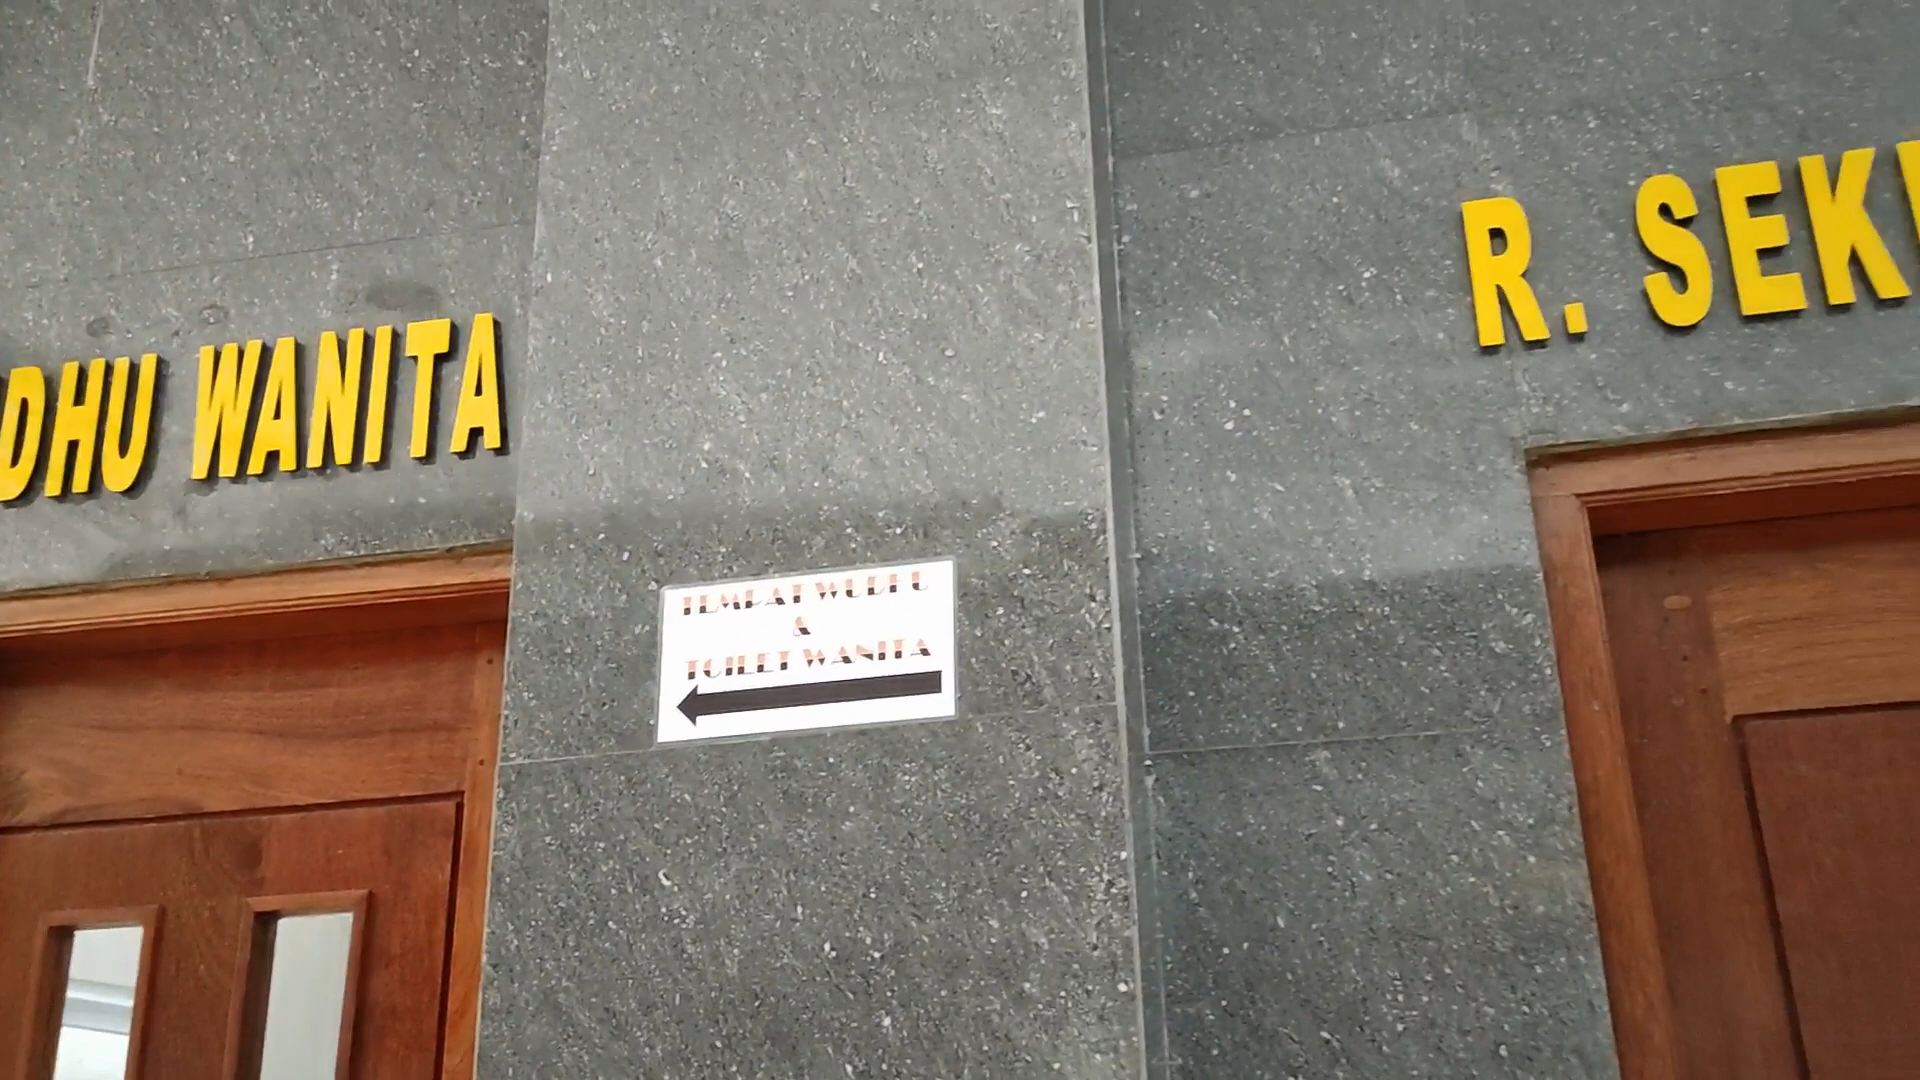 DHU WANITA
R. SEK
TEMPAT WUDHU
&
TOILET WANITA